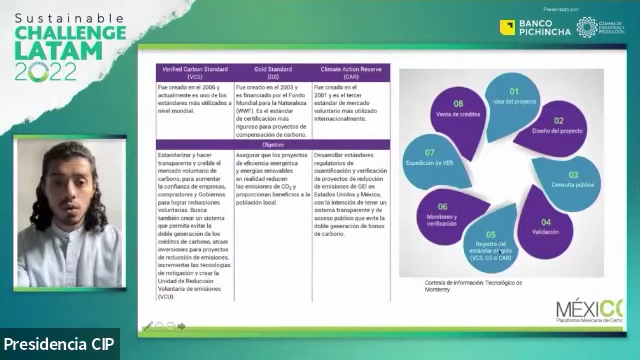 Sustainable
CHALLENGE
LATAM
2022
Presentado por:
BANCO
PICHINCHA
CÁMARA DE
INDUSTRIAS Y
PRODUCCIÓN
Verified Carbon Standard
(VCS)
Gold Standard
(GS)
Climate Action Reserve
(CAR)
Fue creado en el 2006 y
actualmente es uno de los
estándares más utilizados a
nivel mundial.
Fue creado en el 2003 y
es financiado por el Fondo
Mundial para la Naturaleza
(WWF). Es el estándar
de certificación más
riguroso para proyectos de
compensación de carbono.
Fue creado en el
2001 y es el tercer
estándar de mercado
voluntario más utilizado
internacionalmente.
Objetivo
Estandarizar y hacer
transparente y creíble el
mercado voluntario de
carbono, para aumentar
la confianza de empresas,
compradores y Gobiernos
para lograr reducciones
voluntarias. Busca
también crear un sistema
que permita evitar la
doble generación de los
créditos de carbono, atraer
inversiones para proyectos
de reducción de emisiones,
incrementar las tecnologías
de mitigación y crear la
Unidad de Reducción
Voluntaria de emisiones
(VCU).
Asegurar que los proyectos
de eficiencia energética
y energías renovables
en realidad reducen
las emisiones de CO₂ y
proporcionan beneficios a la
población local.
Desarrollar estándares
regulatorios de
cuantificación y verificación
de proyectos de reducción
de emisiones de GEI en
Estados Unidos y México,
con la intención de tener un
sistema transparente y de
acceso público que evite la
doble generación de bonos
de carbono.
01
Idea del proyecto
02
Diseño del proyecto
03
Consulta pública
04
Validación
05
Registro del
estándar elegido
(VCS, GS o CAR)
06
Monitoreo y
verificación
07
Expedición de VER
08
Venta de créditos
Cortesía de información: Tecnológico de
Monterrey
MÉXICO
Plataforma Mexicana de Carbo
Presidencia CIP